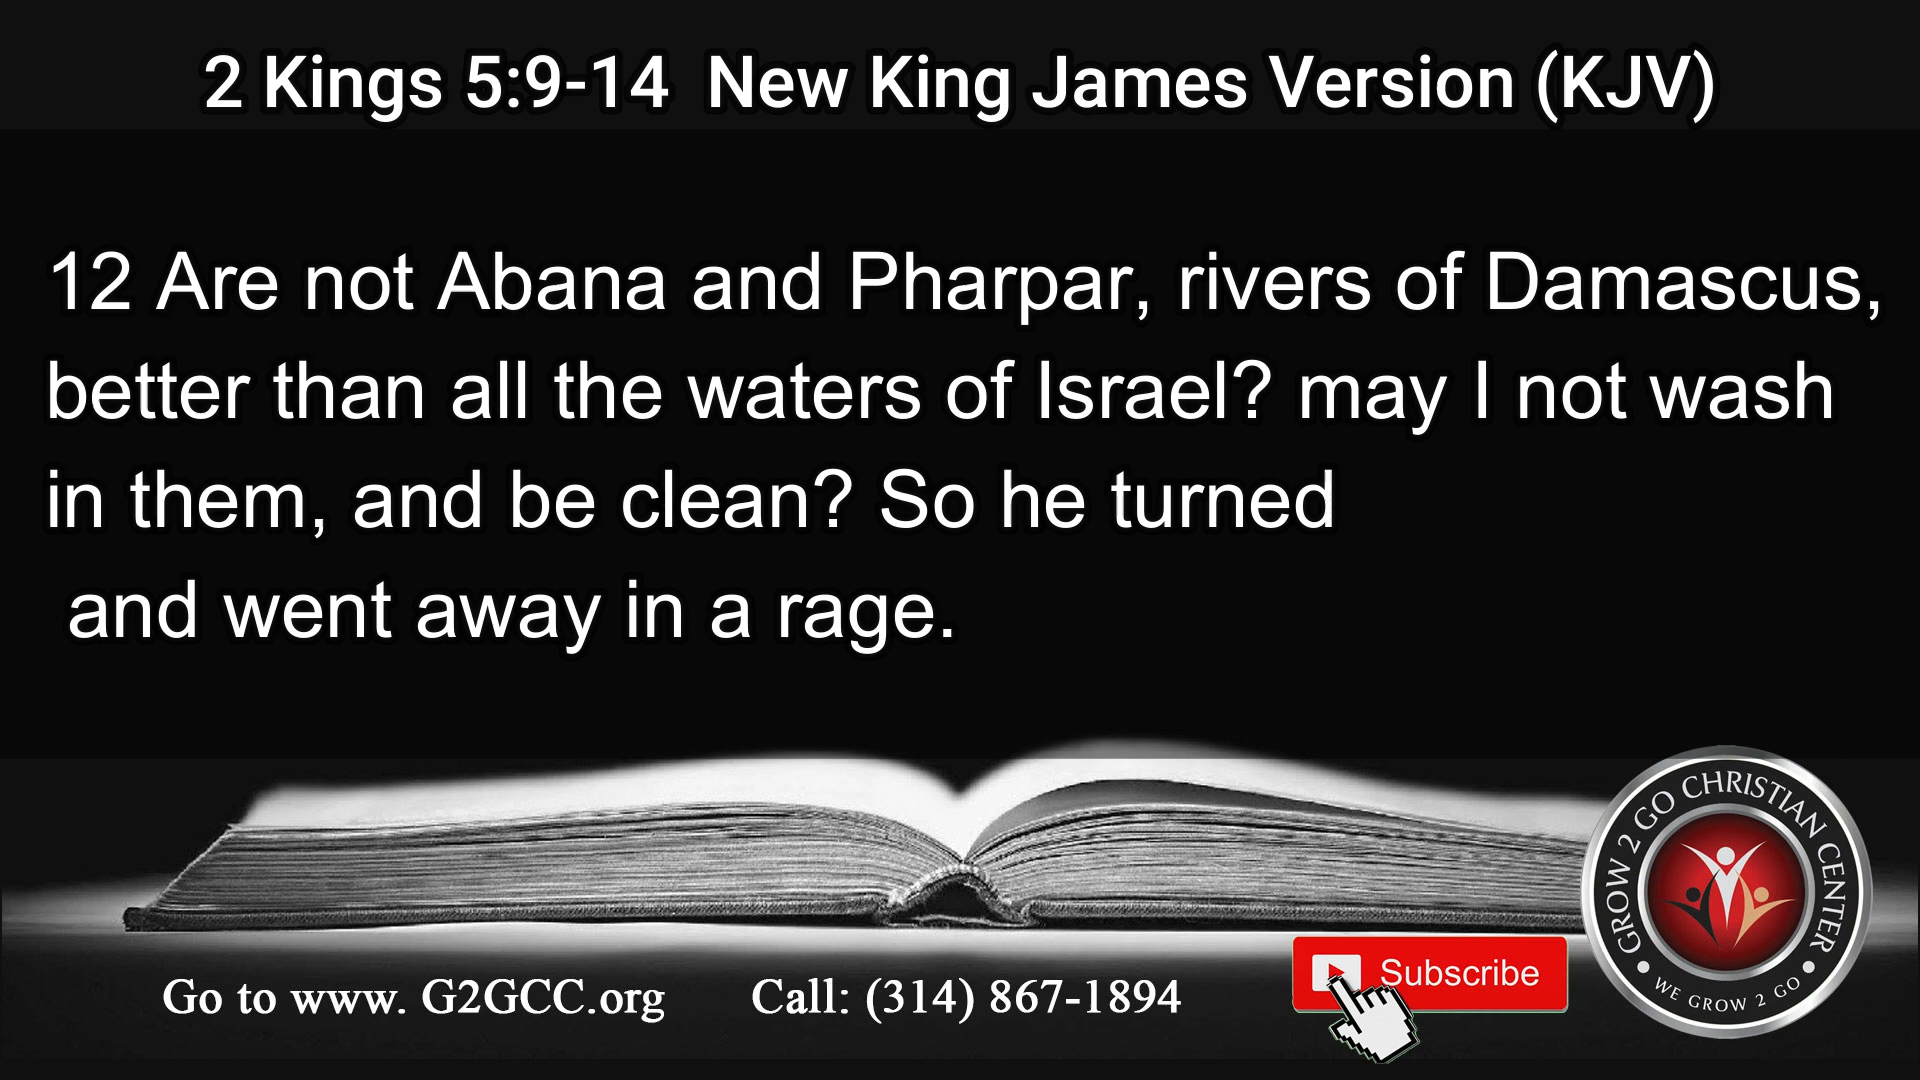 2 Kings 5:9-14  New King James Version (KJV)
12 Are not Abana and Pharpar, rivers of Damascus,
better than all the waters of Israel? may I not wash
in them, and be clean? So he turned
and went away in a rage.
GROW 2 GO CHRISTIAN CENTER
WE GROW 2 GO
Subscribe
Go to www. G2GCC.org
Call: (314) 867-1894